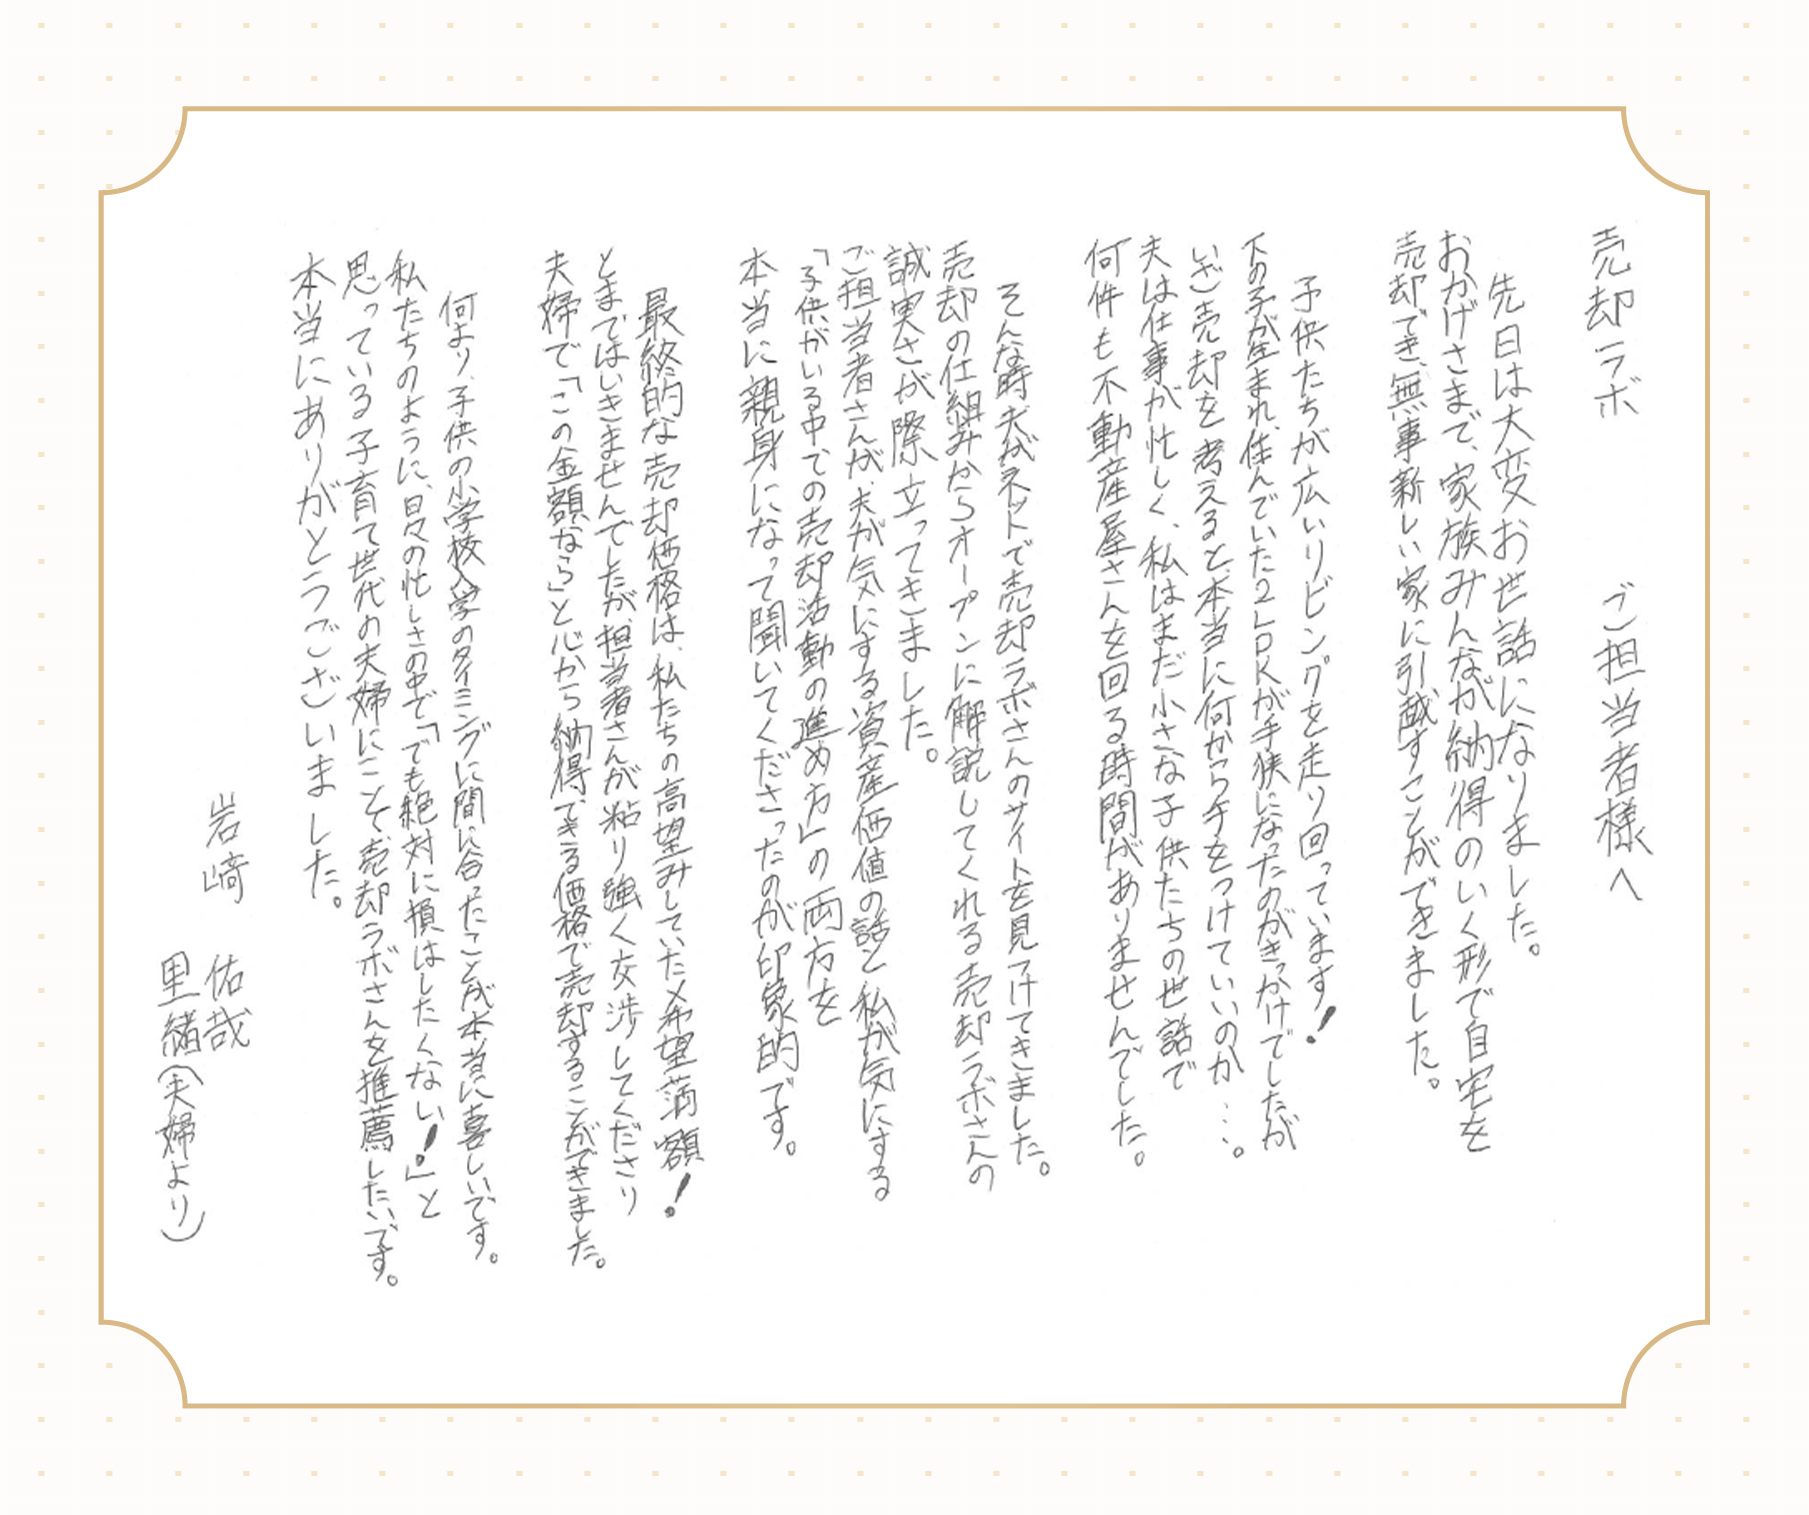 売却ラボ　ご担当者様へ
先日は大変お世話になりました。
おかげさまで、家族みんなが納得のいく形で自宅を
売却でき、無事新しい家に引越すことができました。
子供たちが広いリビングを走り回っています!
下の子が生まれ、住んでいた2LDKが手狭になったのがきっかけでしたが
いざ売却を考えると、本当に何から手をつけていいのか…。
夫は仕事が忙しく、私はまだ小さな子供たちの世話で
何件も不動産屋さんを回る時間がありませんでした。
そんな時夫がネットで売却ラボさんのサイトを見つけてきました。
売却の仕組みからオープンに解説してくれる売却ラボさんの
誠実さが際立ってきました。
ご担当者さんが、夫が気にする資産価値の話と私が気にする
「子供がいる中での売却活動の進め方」の両方を
本当に親身になって聞いてくださったのが印象的です。
最終的な売却価格は、私たちの高望みしていた希望満額!
とまではいきませんでしたが、担当者さんが粘り強く交渉してくださり
夫婦で「この金額なら」と心から納得できる価格で売却することができました。
何より、子供の小学校入学のタイミングに間に合ったことが本当に喜しいです。
私たちのように、日々の忙しさの中で「でも絶対に損はしたくない!。」と
思っている子育て世代の夫婦にこそ、売却ラボさんを推薦したいです。
本当にありがとうございました。
岩﨑　佑哉
里緒(夫婦より)